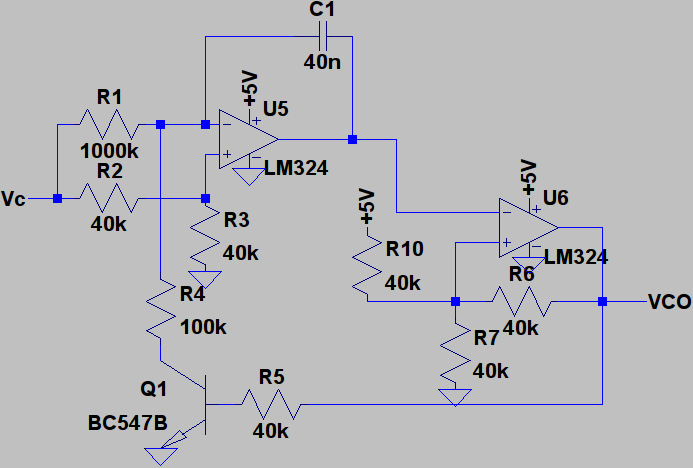 C1
40n
R1
1000k
+5V
U5
LM324
R2
40k
Vc
R3
40k
+5V
R10
40k
+5V
U6
LM324
R6
40k
VCO
R4
100k
R7
40k
Q1
BC547B
R5
40k